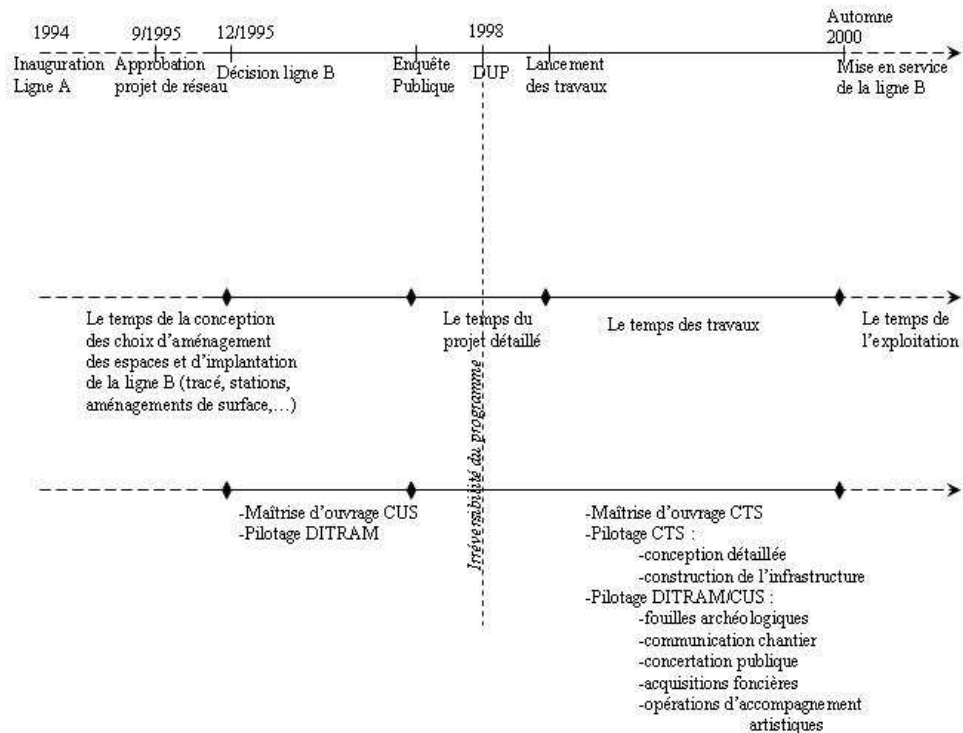 1994
9/1995
12/1995
1998
Automne
2000
Inauguration
Ligne A
Approbation
projet de réseau
Décision ligne B
Enquête
Publique
DUP
Lancement
des travaux
Mise en service
de la ligne B
Le temps de la conception
des choix d’aménagement
des espaces et d’implantation
de la ligne B (tracé, stations,
aménagements de surface,…)
Le temps du
projet détaillé
Le temps des travaux
Le temps de
l’exploitation
Irréversibilité du programme
-Maîtrise d’ouvrage CUS
-Pilotage DITRAM
-Maîtrise d’ouvrage CTS
-Pilotage CTS :
-conception détaillée
-construction de l’infrastructure
-Pilotage DITRAM/CUS :
-fouilles archéologiques
-communication chantier
-concertation publique
-acquisitions foncières
-opérations d’accompagnement
artistiques